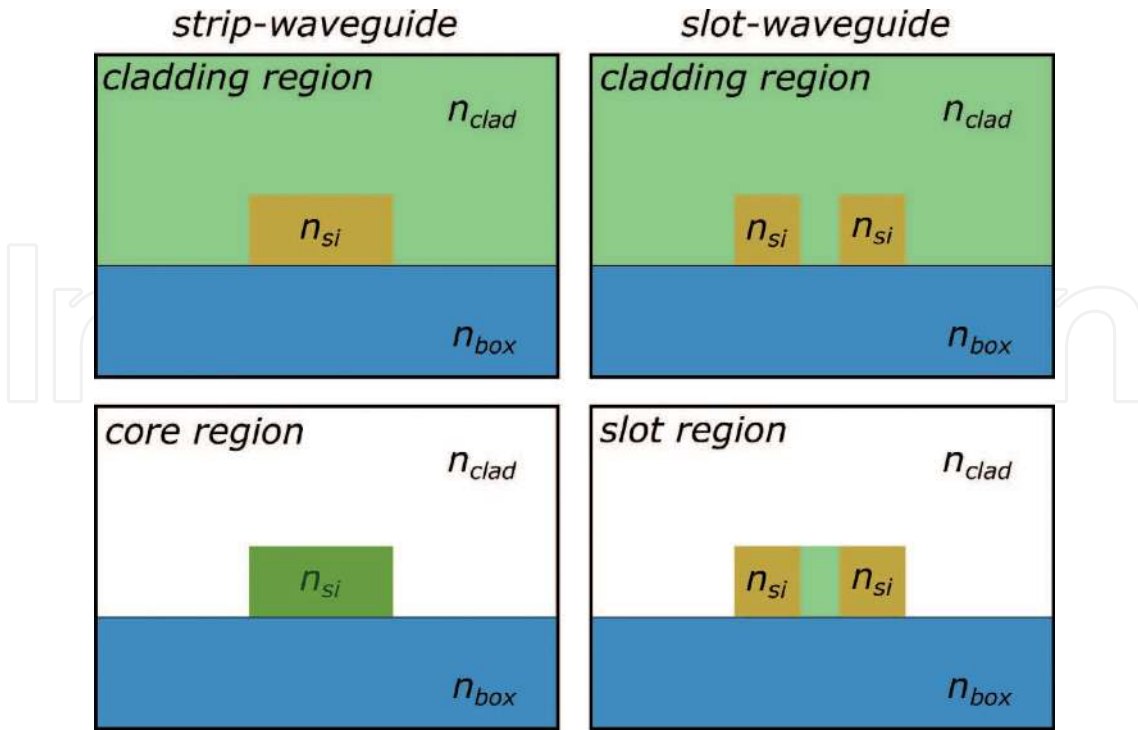 strip-waveguide
slot-waveguide
cladding region
n_clad
n_si
n_box
cladding region
n_clad
n_si n_si
n_box
core region
n_clad
n_si
n_box
slot region
n_clad
n_si n_si
n_box